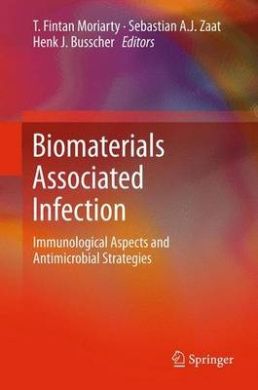 T. Fintan Moriarty · Sebastian A.J. Zaat
Henk J. Busscher Editors
Biomaterials
Associated
Infection
Immunological Aspects and
Antimicrobial Strategies
Springer